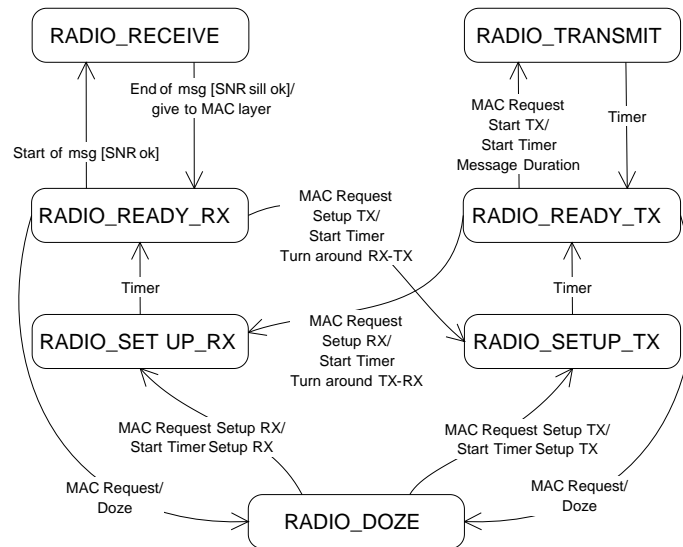 RADIO_RECEIVE
RADIO_TRANSMIT
End of msg [SNR sill ok]/
give to MAC layer
Start of msg [SNR ok]
MAC Request
Start TX/
Start Timer
Message Duration
Timer
RADIO_READY_RX
MAC Request
Setup TX/
Start Timer
Turn around RX-TX
RADIO_READY_TX
Timer
Timer
RADIO_SET UP_RX
MAC Request
Setup RX/
Start Timer
Turn around TX-RX
RADIO_SETUP_TX
MAC Request Setup RX/
Start Timer Setup RX
MAC Request Setup TX/
Start Timer Setup TX
MAC Request/
Doze
RADIO_DOZE
MAC Request/
Doze